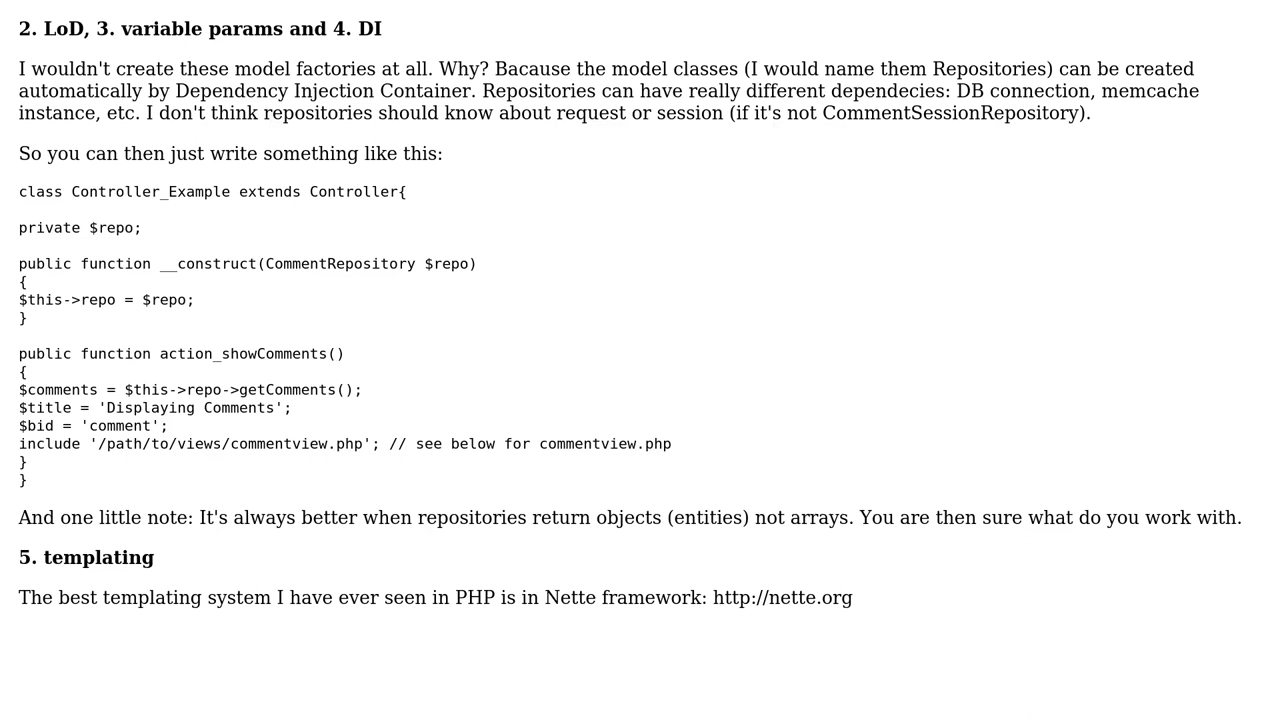 2. LoD, 3. variable params and 4. DI
I wouldn't create these model factories at all. Why? Bacause the model classes (I would name them Repositories) can be created
automatically by Dependency Injection Container. Repositories can have really different dependecies: DB connection, memcache
instance, etc. I don't think repositories should know about request or session (if it's not CommentSessionRepository).
So you can then just write something like this:
class Controller_Example extends Controller{
private $repo;
public function __construct(CommentRepository $repo)
{
$this->repo = $repo;
}
public function action_showComments()
{
$comments = $this->repo->getComments();
$title = 'Displaying Comments';
$bid = 'comment';
include '/path/to/views/commentview.php'; // see below for commentview.php
}
}
And one little note: It's always better when repositories return objects (entities) not arrays. You are then sure what do you work with.
5. templating
The best templating system I have ever seen in PHP is in Nette framework: http://nette.org